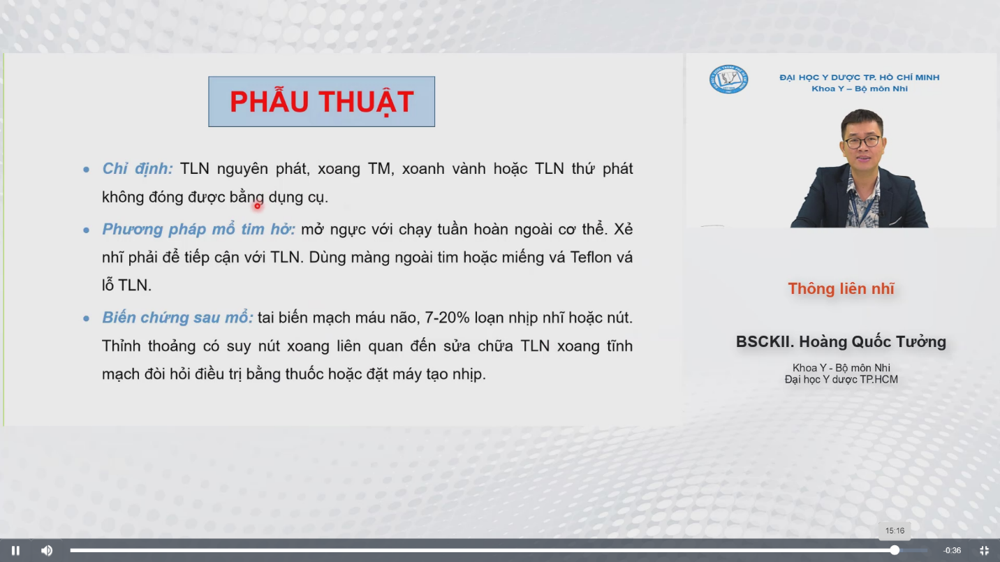 PHẪU THUẬT
• Chỉ định: TLN nguyên phát, xoang TM, xoanh vành hoặc TLN thứ phát
không đóng được bằng dụng cụ.
• Phương pháp mổ tim hở: mở ngực với chạy tuần hoàn ngoài cơ thể. Xẻ
nhĩ phải để tiếp cận với TLN. Dùng màng ngoài tim hoặc miếng vá Teflon vá
lỗ TLN.
• Biến chứng sau mổ: tai biến mạch máu não, 7-20% loạn nhịp nhĩ hoặc nút.
Thỉnh thoảng có suy nút xoang liên quan đến sửa chữa TLN xoang tĩnh
mạch đòi hỏi điều trị bằng thuốc hoặc đặt máy tạo nhịp.
ĐẠI HỌC Y DƯỢC TP. HỒ CHÍ MINH
Khoa Y – Bộ môn Nhi
Thông liên nhĩ
BSCKII. Hoàng Quốc Tưởng
Khoa Y - Bộ môn Nhi
Đại học Y dược TP.HCM
15:16
-0:36